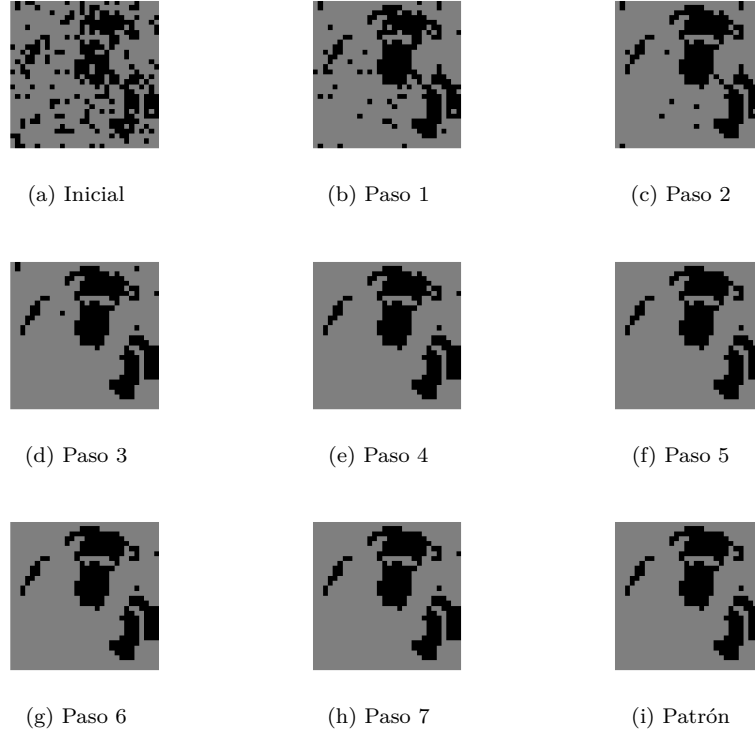 (a) Inicial
(b) Paso 1
(c) Paso 2
(d) Paso 3
(e) Paso 4
(f) Paso 5
(g) Paso 6
(h) Paso 7
(i) Patrón